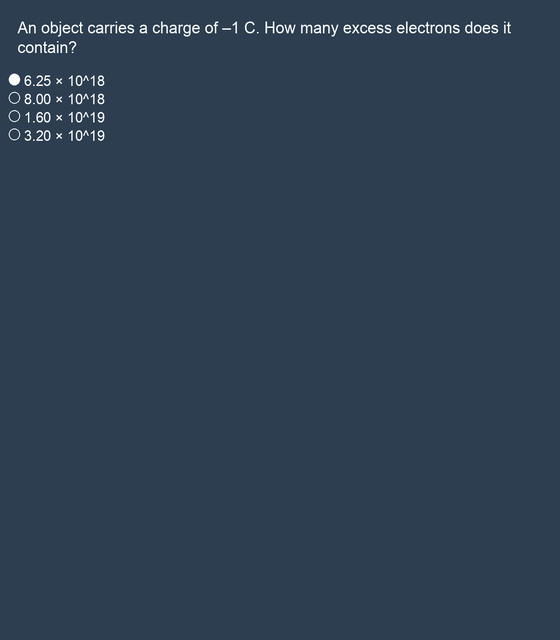 An object carries a charge of –1 C. How many excess electrons does it
contain?
6.25 × 10^18
8.00 × 10^18
1.60 × 10^19
3.20 × 10^19